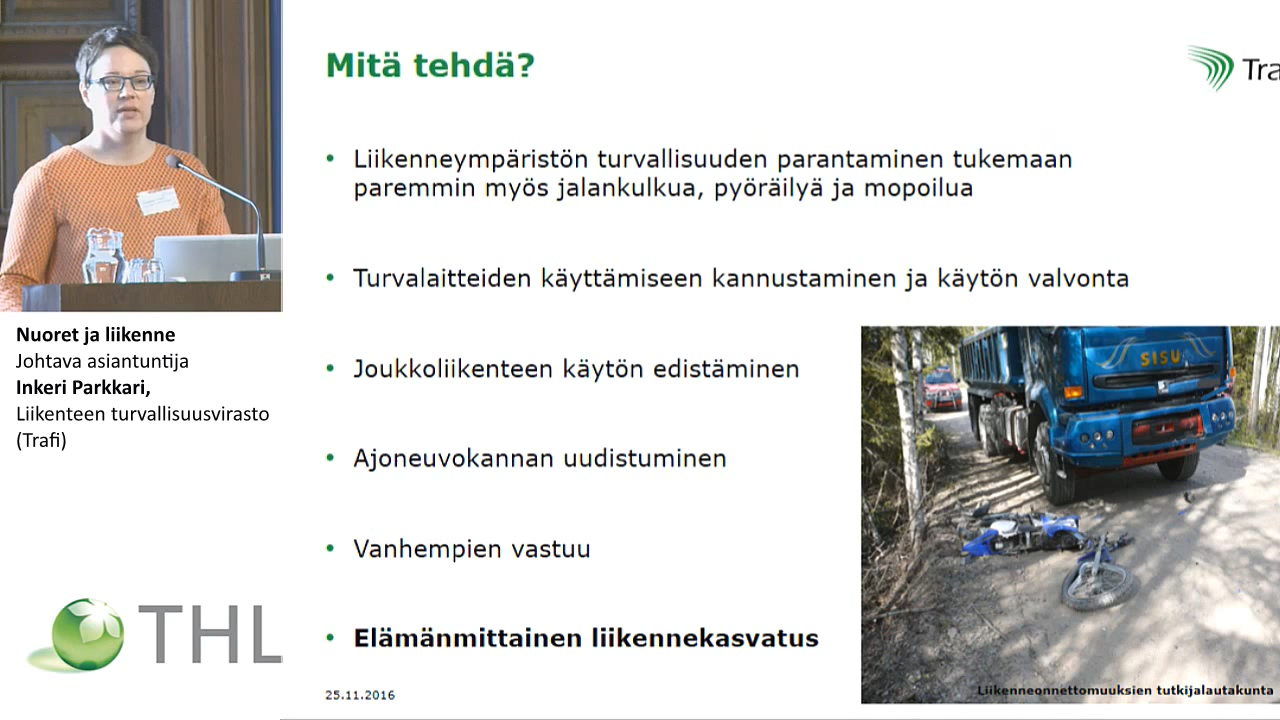 Mitä tehdä?
Tra
• Liikenneympäristön turvallisuuden parantaminen tukemaan
paremmin myös jalankulkua, pyöräilyä ja mopoilua
• Turvalaitteiden käyttämiseen kannustaminen ja käytön valvonta
• Joukkoliikenteen käytön edistäminen
• Ajoneuvokannan uudistuminen
• Vanhempien vastuu
• Elämänmittainen liikennekasvatus
25.11.2016
SISU
Liikenneonnettomuuksien tutkijalautakunta
Nuoret ja liikenne
Johtava asiantuntija
Inkeri Parkkari,
Liikenteen turvallisuusvirasto
(Trafi)
THL